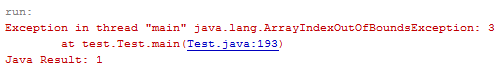 run:
Exception in thread "main" java.lang.ArrayIndexOutOfBoundsException: 3
at test.Test.main(Test.java:193)
Java Result: 1